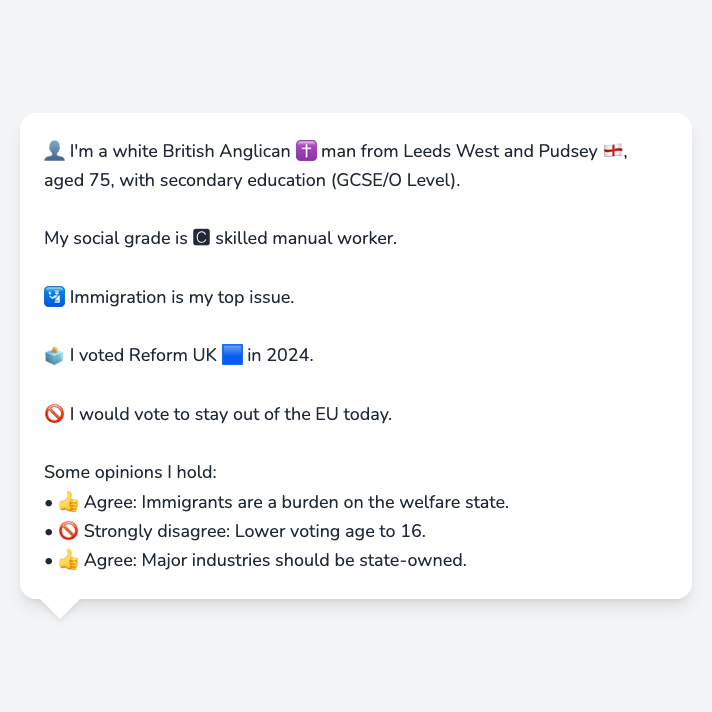 👤 I'm a white British Anglican ✝️ man from Leeds West and Pudsey 🏴󠁧󠁢󠁥󠁮󠁧󠁿,
aged 75, with secondary education (GCSE/O Level).
My social grade is 🅲 skilled manual worker.
🛂 Immigration is my top issue.
🗳️ I voted Reform UK 🟦 in 2024.
🚫 I would vote to stay out of the EU today.
Some opinions I hold:
• 👍 Agree: Immigrants are a burden on the welfare state.
• 🚫 Strongly disagree: Lower voting age to 16.
• 👍 Agree: Major industries should be state-owned.